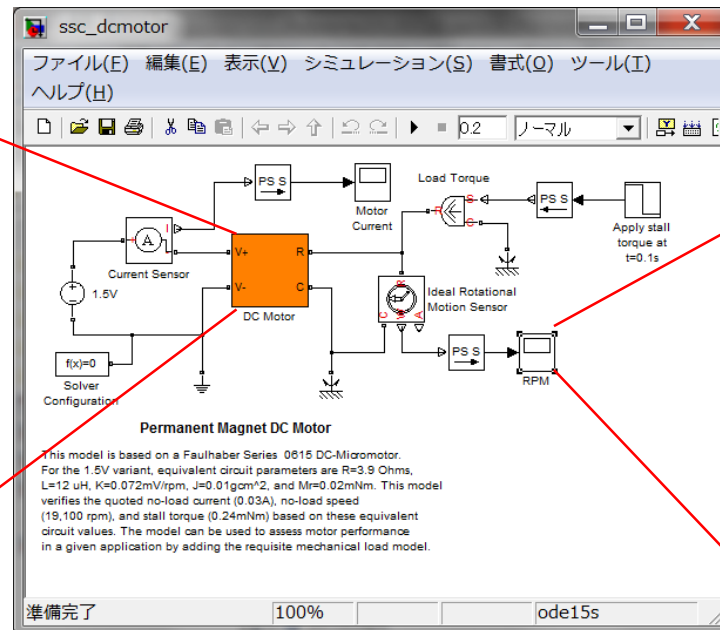 ssc_dcmotor
ファイル(F) 編集(E) 表示(V) シミュレーション(S) 書式(O) ツール(T)
ヘルプ(H)
0.2 ノーマル
PS S
Motor
Current
Load Torque
R S C
PS S
Apply stall
torque at
t=0.1s
A
+ I -
Current Sensor
1.5V
V+ R
V- C
DC Motor
R
C W A
Ideal Rotational
Motion Sensor
PS S
RPM
f(x)=0
Solver
Configuration
Permanent Magnet DC Motor
This model is based on a Faulhaber Series 0615 DC-Micromotor.
For the 1.5V variant, equivalent circuit parameters are R=3.9 Ohms,
L=12 uH, K=0.072mV/rpm, J=0.01gcm^2, and Mr=0.02mNm. This model
verifies the quoted no-load current (0.03A), no-load speed
(19,100 rpm), and stall torque (0.24mNm) based on these equivalent
circuit values. The model can be used to assess motor performance
in a given application by adding the requisite mechanical load model.
準備完了 100% ode15s